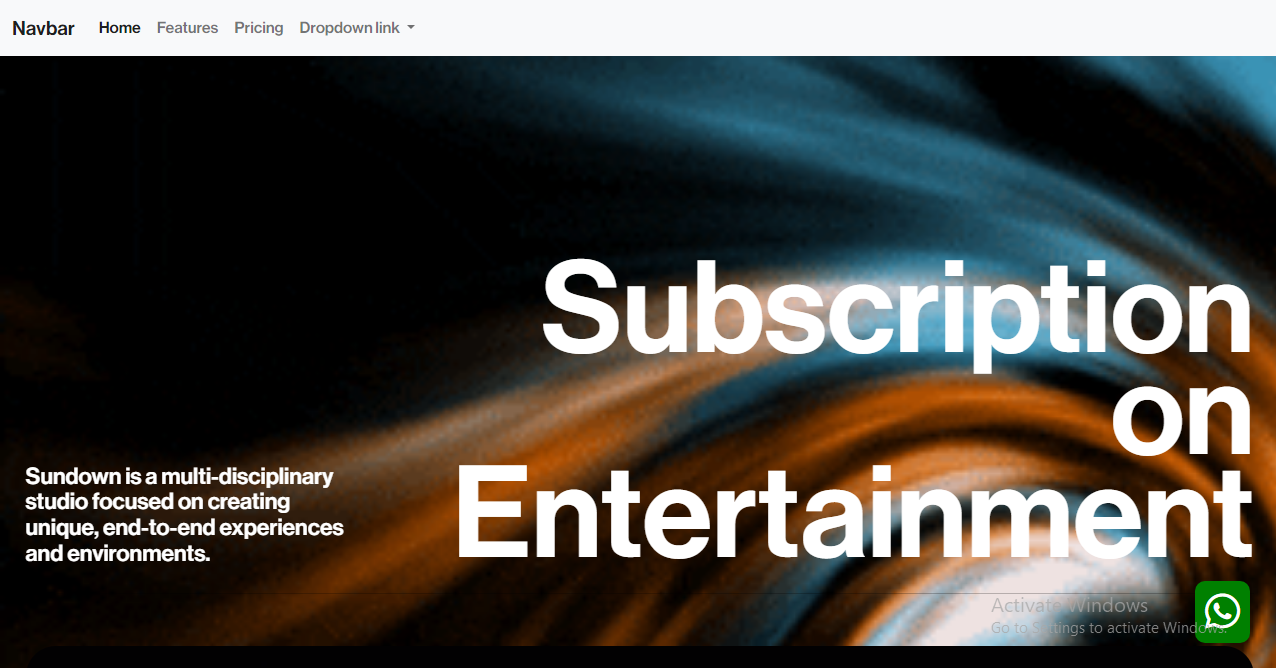 Navbar Home Features Pricing Dropdown link
Subscription
on
Entertainment
Sundown is a multi-disciplinary
studio focused on creating
unique, end-to-end experiences
and environments.
Activate Windows
Go to Settings to activate Windows.